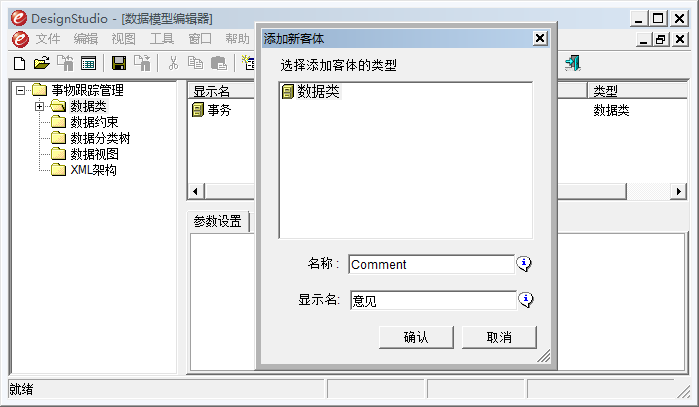 DesignStudio - [数据模型编辑器]
文件 编辑 视图 工具 窗口 帮助
事物跟踪管理
数据类
数据约束
数据分类树
数据视图
XML架构
显示名
类型
事务
数据类
参数设置
添加新客体
选择添加客体的类型
数据类
名称：
Comment
显示名:
意见
确认
取消
就绪